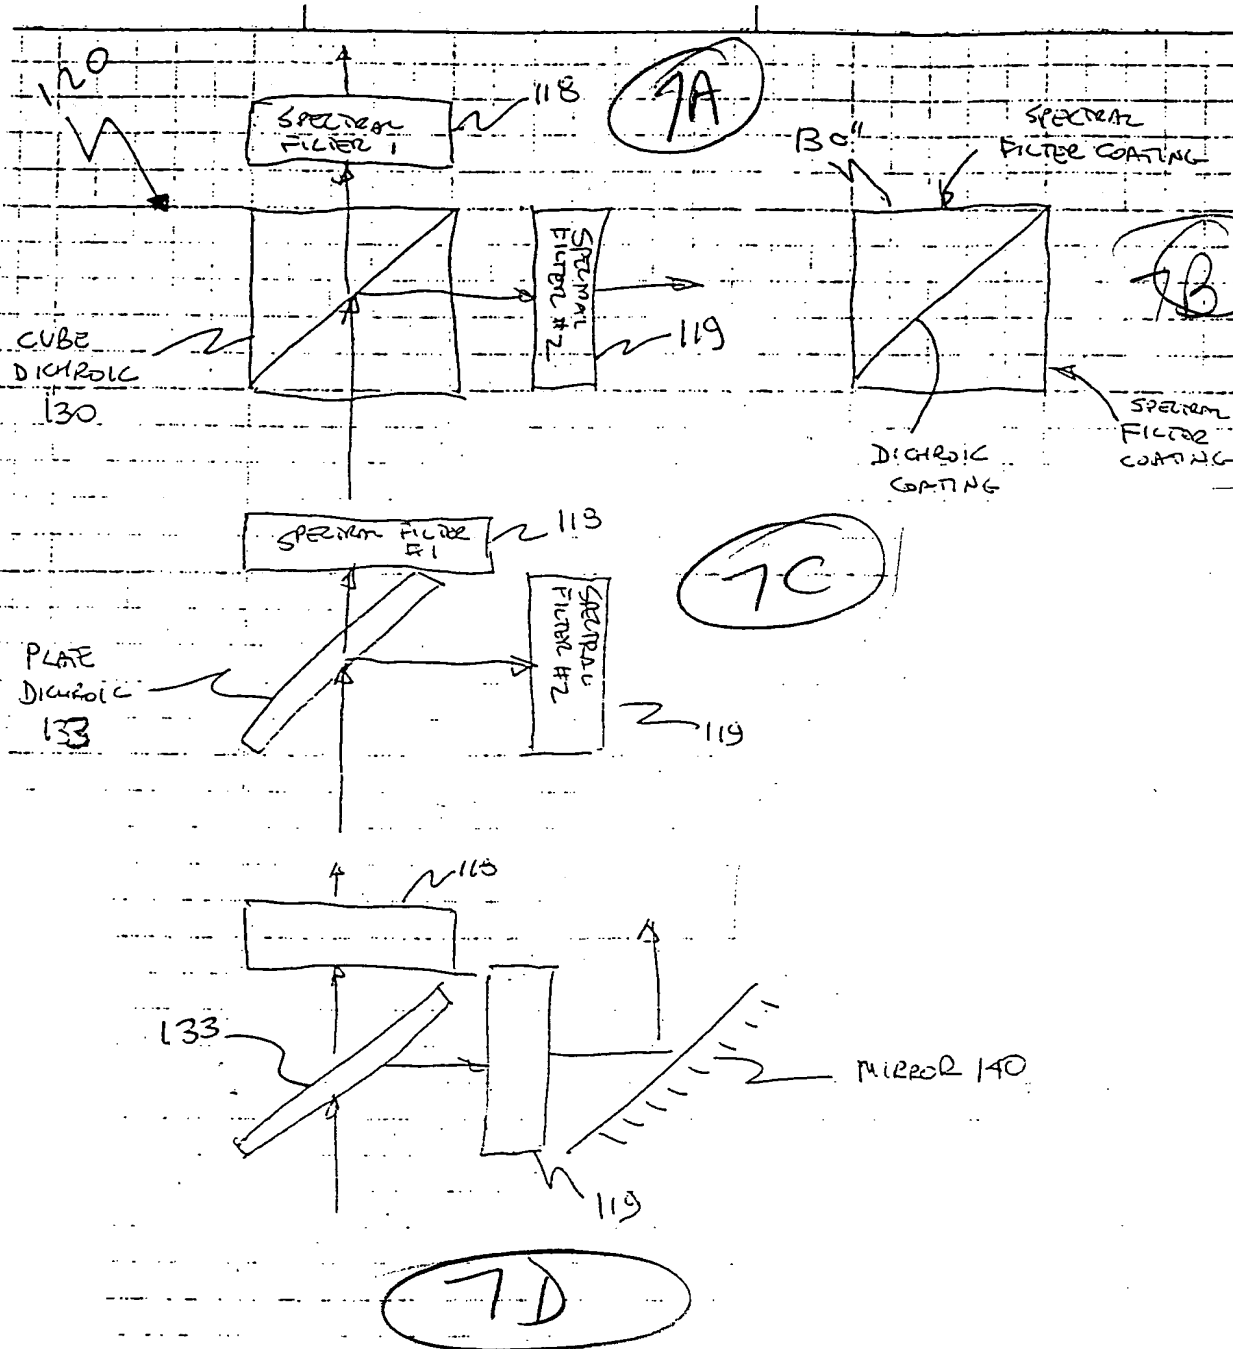 120
SPECTRAL
FILTER 1
118
7A
130"
SPECTRAL
FILTER COATING
SPECTRAL
FILTER #2
119
7B
CUBE
DICHROIC
130
DICHROIC
COATING
SPECTRAL
FILTER
COATING
SPECTRAL FILTER
#1
118
7C
SPECTRAL
FILTER #2
PLATE
DICHROIC
133
119
118
133
MIRROR 140
119
7D